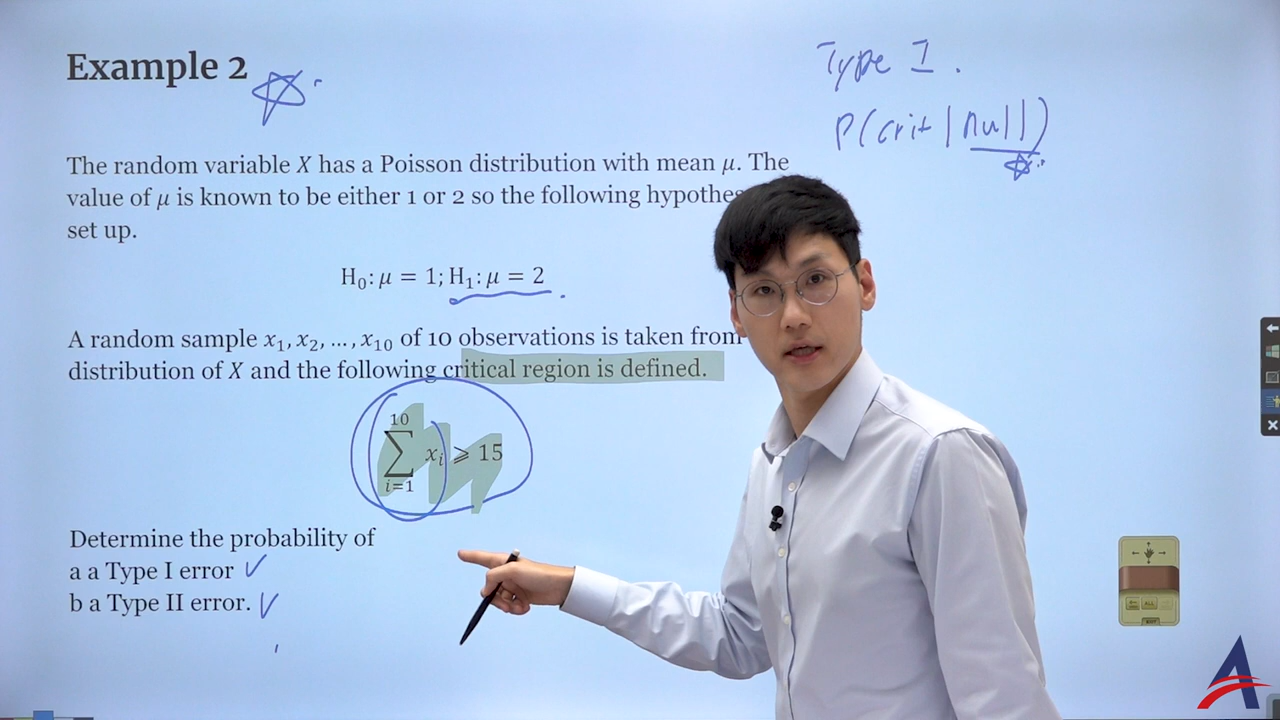 Example 2
Type I.
P(crit | null)
The random variable X has a Poisson distribution with mean μ. The
value of μ is known to be either 1 or 2 so the following hypothe
set up.
H₀: μ = 1; H₁: μ = 2
A random sample x₁, x₂, ..., x₁₀ of 10 observations is taken from
distribution of X and the following critical region is defined.
10
∑ xᵢ ⩾ 15
i=1
Determine the probability of
a a Type I error
b a Type II error.